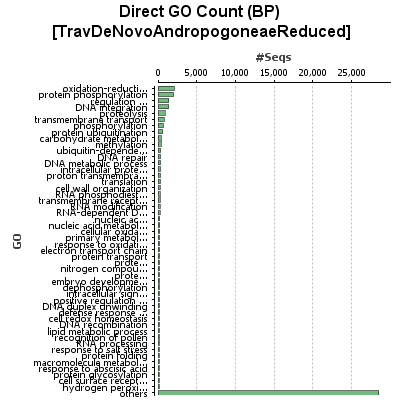 Direct GO Count (BP)
[TravDeNovoAndropogoneaeReduced]
#Seqs
0 5,000 10,000 15,000 20,000 25,000
GO
oxidation-reducti...
protein phosphorylation
regulation ...
DNA integration
proteolysis
transmembrane transport
phosphorylation
protein ubiquitination
carbohydrate metabol...
methylation
ubiquitin-depende...
DNA repair
DNA metabolic process
intracellular prote...
proton transmembra...
translation
cell wall organization
RNA phosphodiest...
transmembrane recept...
RNA modification
RNA-dependent D...
nucleic ac...
nucleic acid metabol...
cellular oxida...
primary metabol...
response to oxidati...
electron transport chain
protein transport
prote...
nitrogen compou...
prote...
embryo developme...
dephosphorylation
intracellular sign...
positive regulation ...
DNA duplex unwinding
defense response ...
cell redox homeostasis
DNA recombination
lipid metabolic process
recognition of pollen
RNA processing
response to salt stress
protein folding
macromolecule metabol...
response to abscisic acid
protein glycosylation
cell surface recept...
hydrogen peroxi...
others